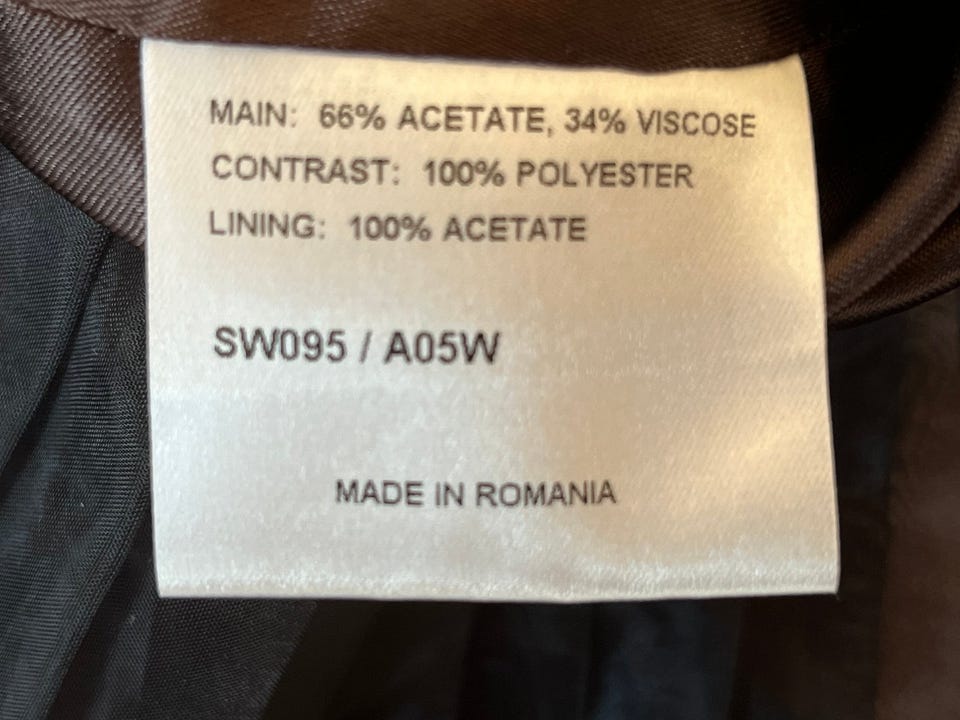 MAIN: 66% ACETATE, 34% VISCOSE
CONTRAST: 100% POLYESTER
LINING: 100% ACETATE
SW095 / A05W
MADE IN ROMANIA